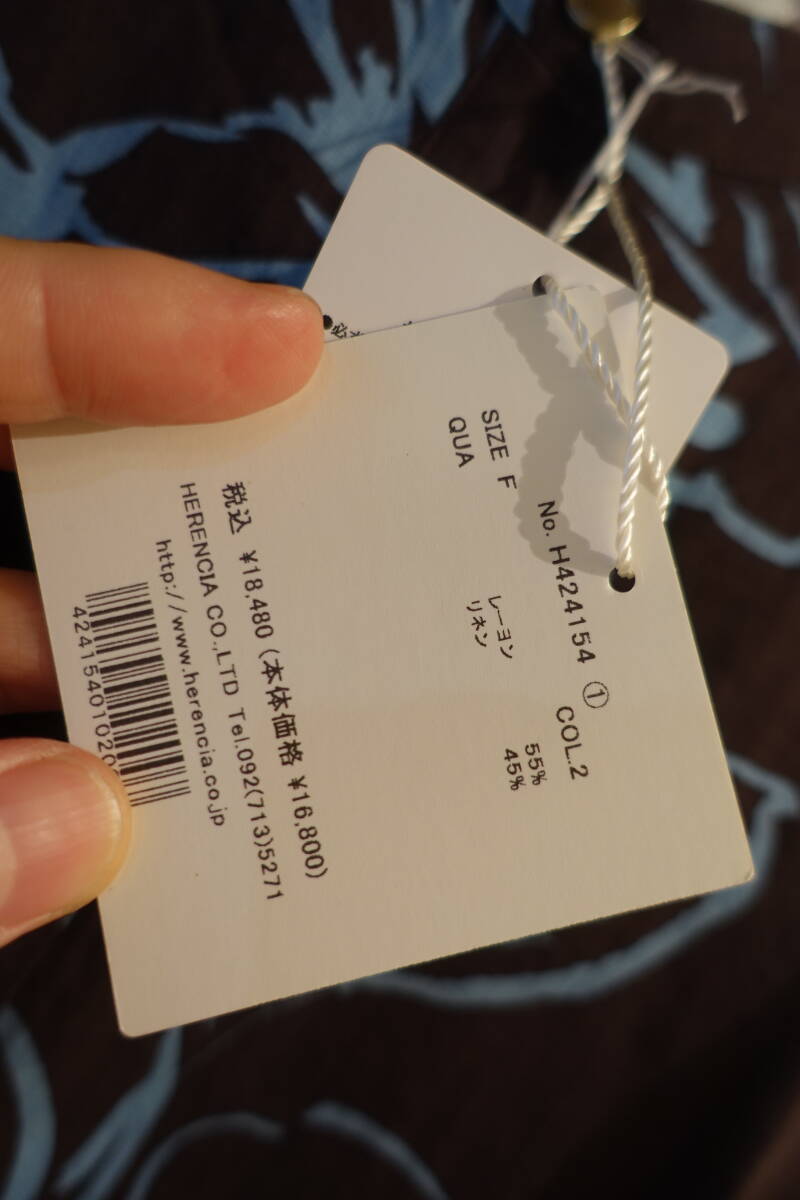 No. H424154 ① COL.2
SIZE F レーヨン 55%
QUA リネン 45%
税込 ¥18,480 (本体価格 ¥16,800)
HERENCIA CO.,LTD Tel.092(713)5271
http://www.herencia.co.jp
42415401020